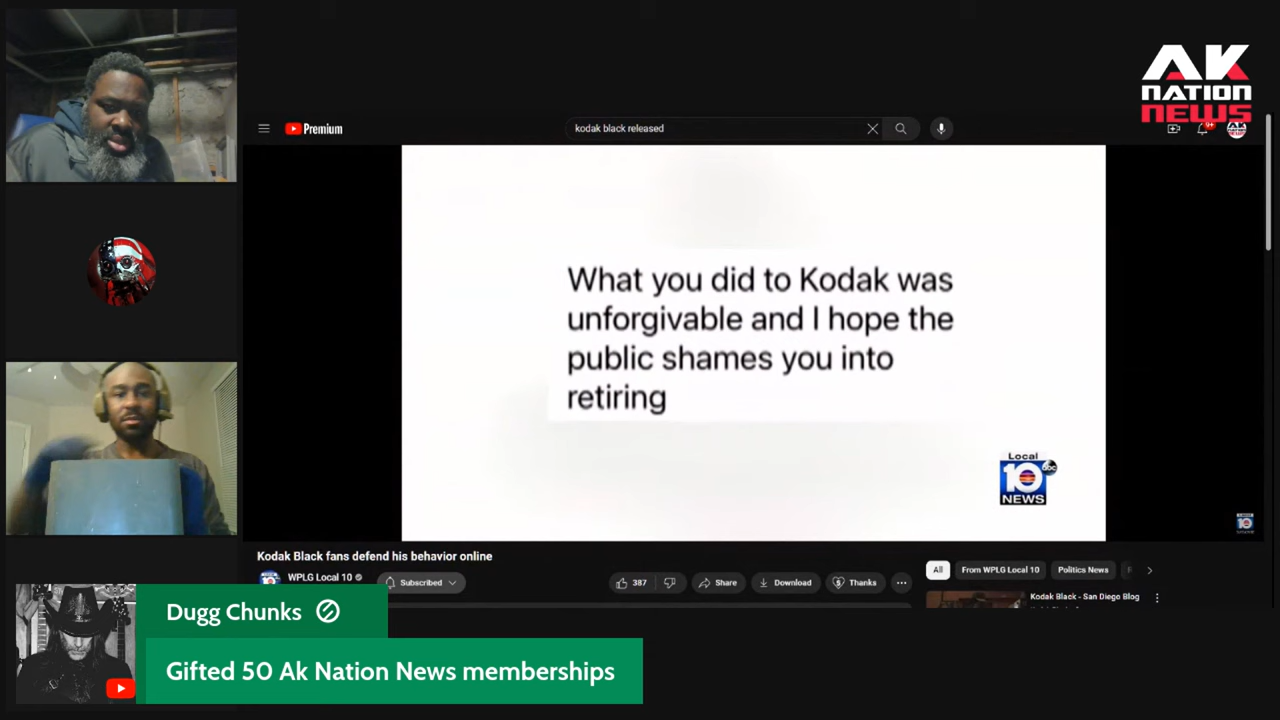 AK
NATION
NEWS
Premium
kodak black released
9+
What you did to Kodak was
unforgivable and I hope the
public shames you into
retiring
Local
10
abc
NEWS
10
Kodak Black fans defend his behavior online
WPLG Local 10
Subscribed
387
Share
Download
Thanks
All
From WPLG Local 10
Politics News
Kodak Black - San Diego Blog
Dugg Chunks
Gifted 50 Ak Nation News memberships